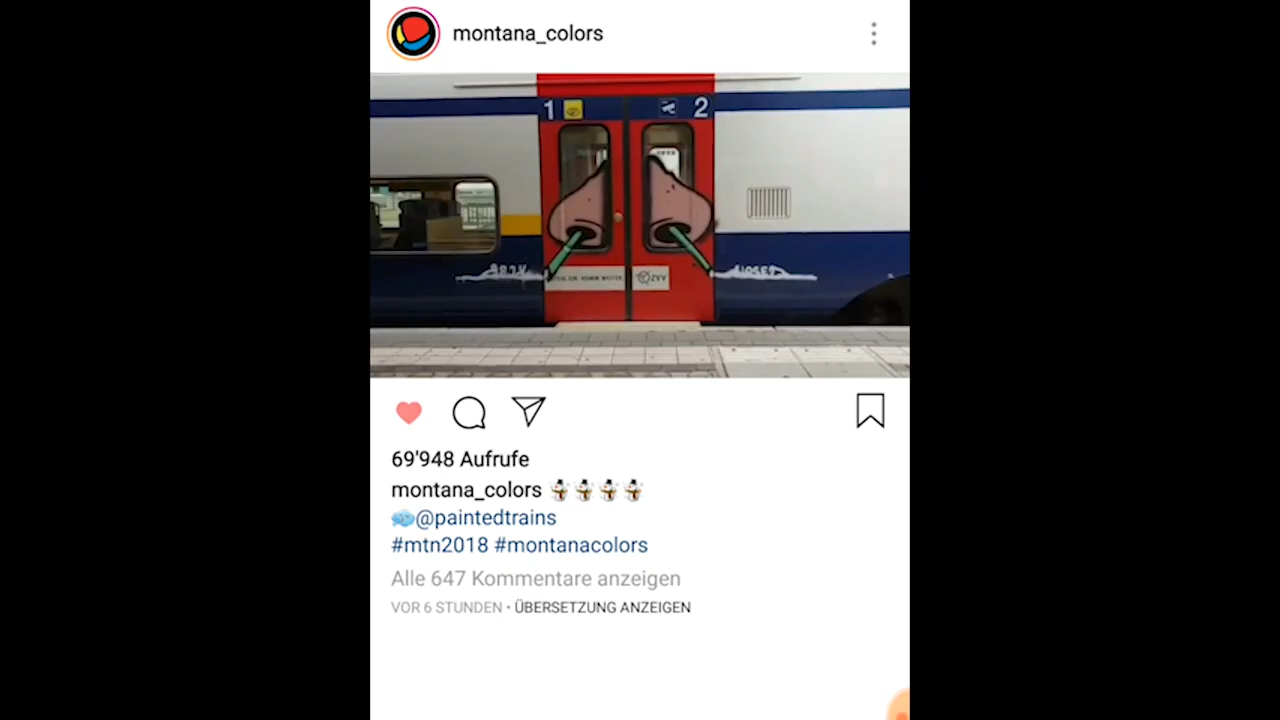 montana_colors
1
2
ZVV
69'948 Aufrufe
montana_colors
@paintedtrains
#mtn2018 #montanacolors
Alle 647 Kommentare anzeigen
VOR 6 STUNDEN • ÜBERSETZUNG ANZEIGEN